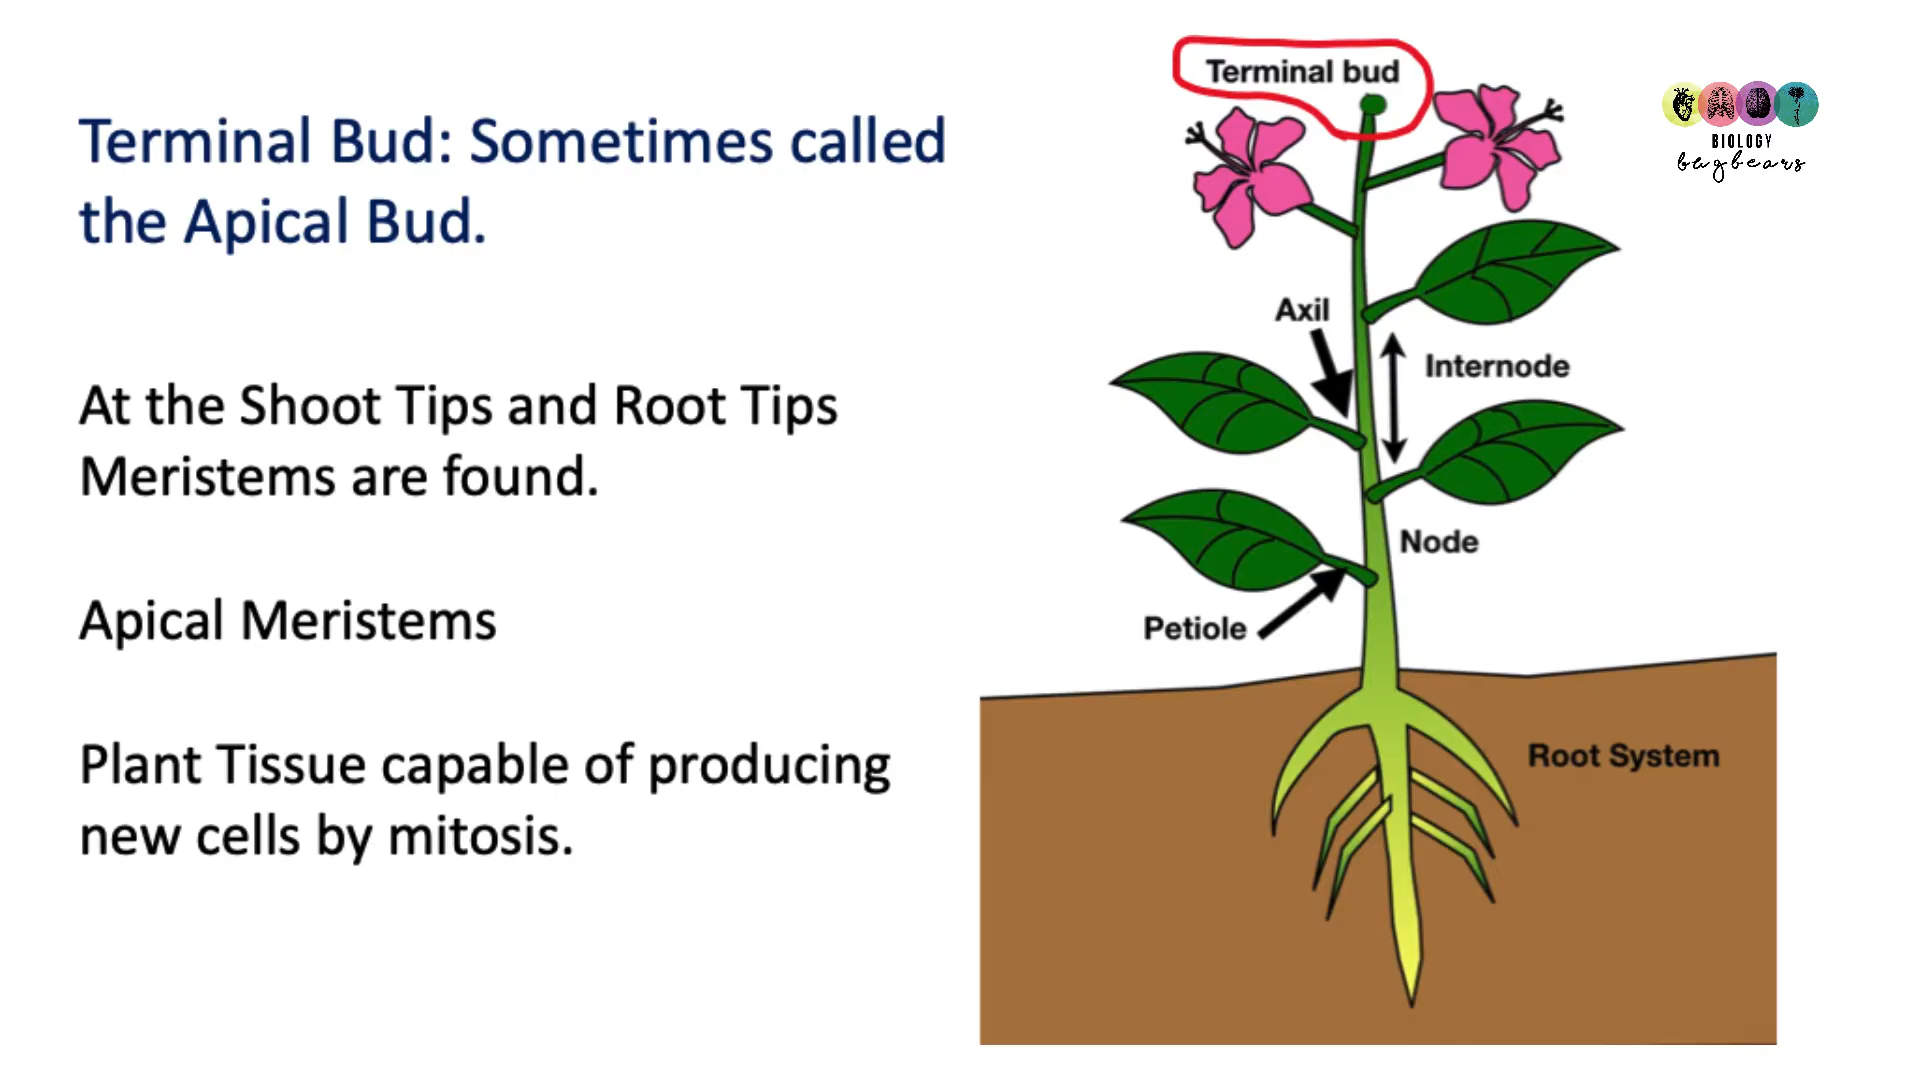 Terminal Bud: Sometimes called
the Apical Bud.
At the Shoot Tips and Root Tips
Meristems are found.
Apical Meristems
Plant Tissue capable of producing
new cells by mitosis.
Terminal bud
Axil
Internode
Node
Petiole
Root System
BIOLOGY
bugbears